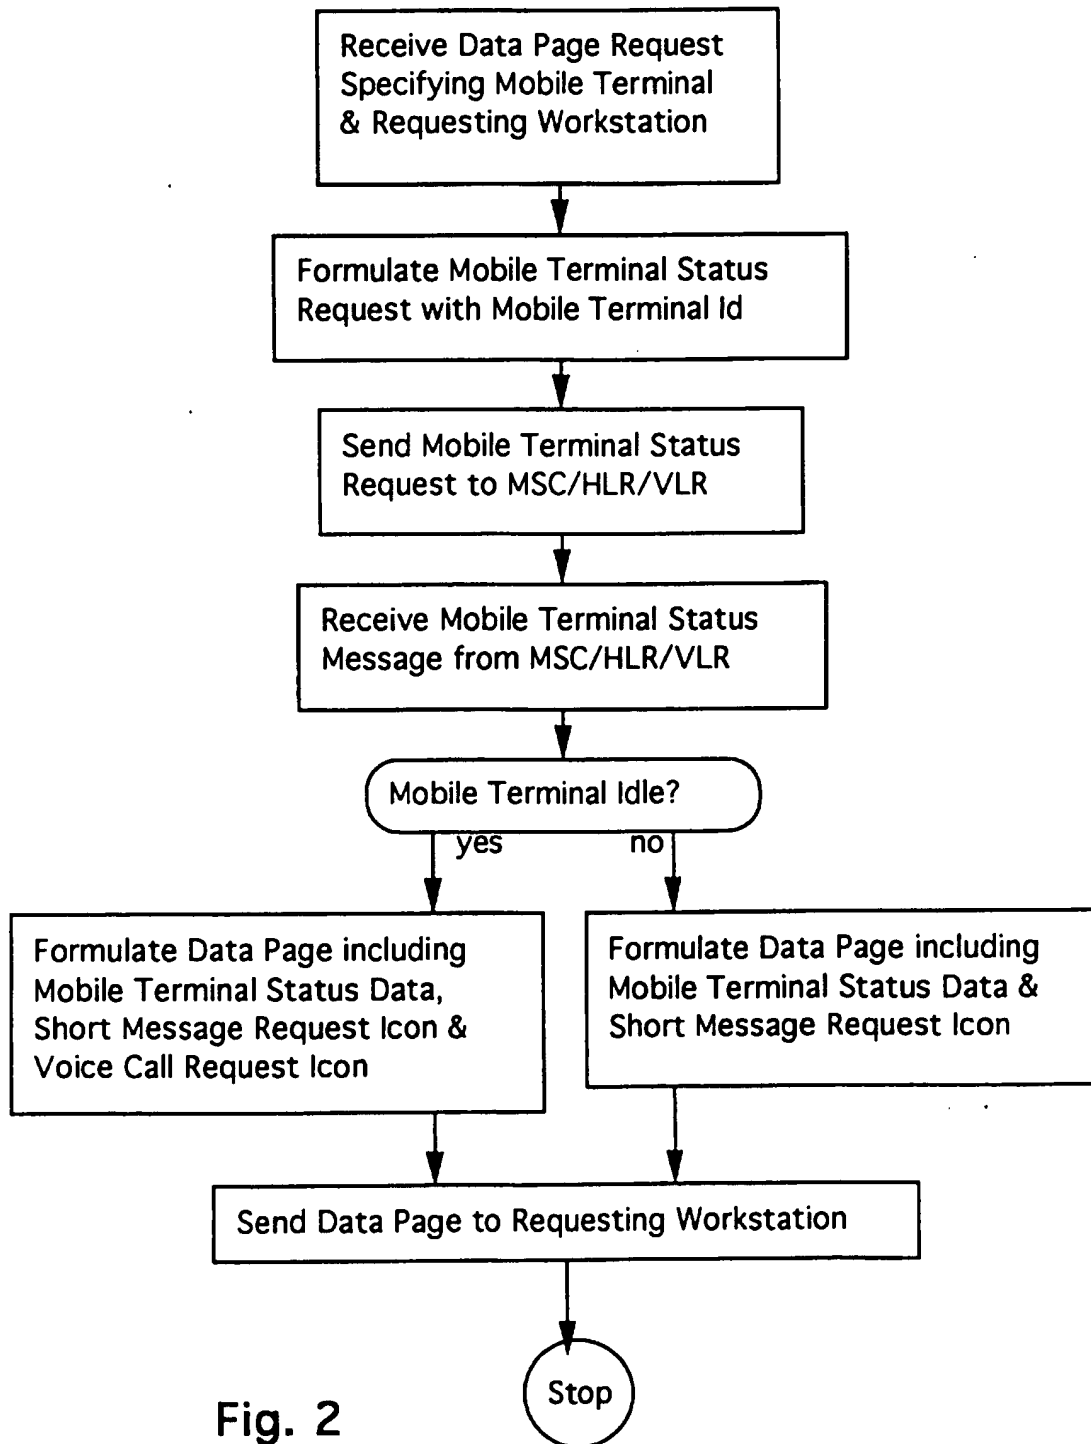 Receive Data Page Request
Specifying Mobile Terminal
& Requesting Workstation
Formulate Mobile Terminal Status
Request with Mobile Terminal Id
Send Mobile Terminal Status
Request to MSC/HLR/VLR
Receive Mobile Terminal Status
Message from MSC/HLR/VLR
Mobile Terminal Idle?
yes
no
Formulate Data Page including
Mobile Terminal Status Data,
Short Message Request Icon &
Voice Call Request Icon
Formulate Data Page including
Mobile Terminal Status Data &
Short Message Request Icon
Send Data Page to Requesting Workstation
Stop
Fig. 2